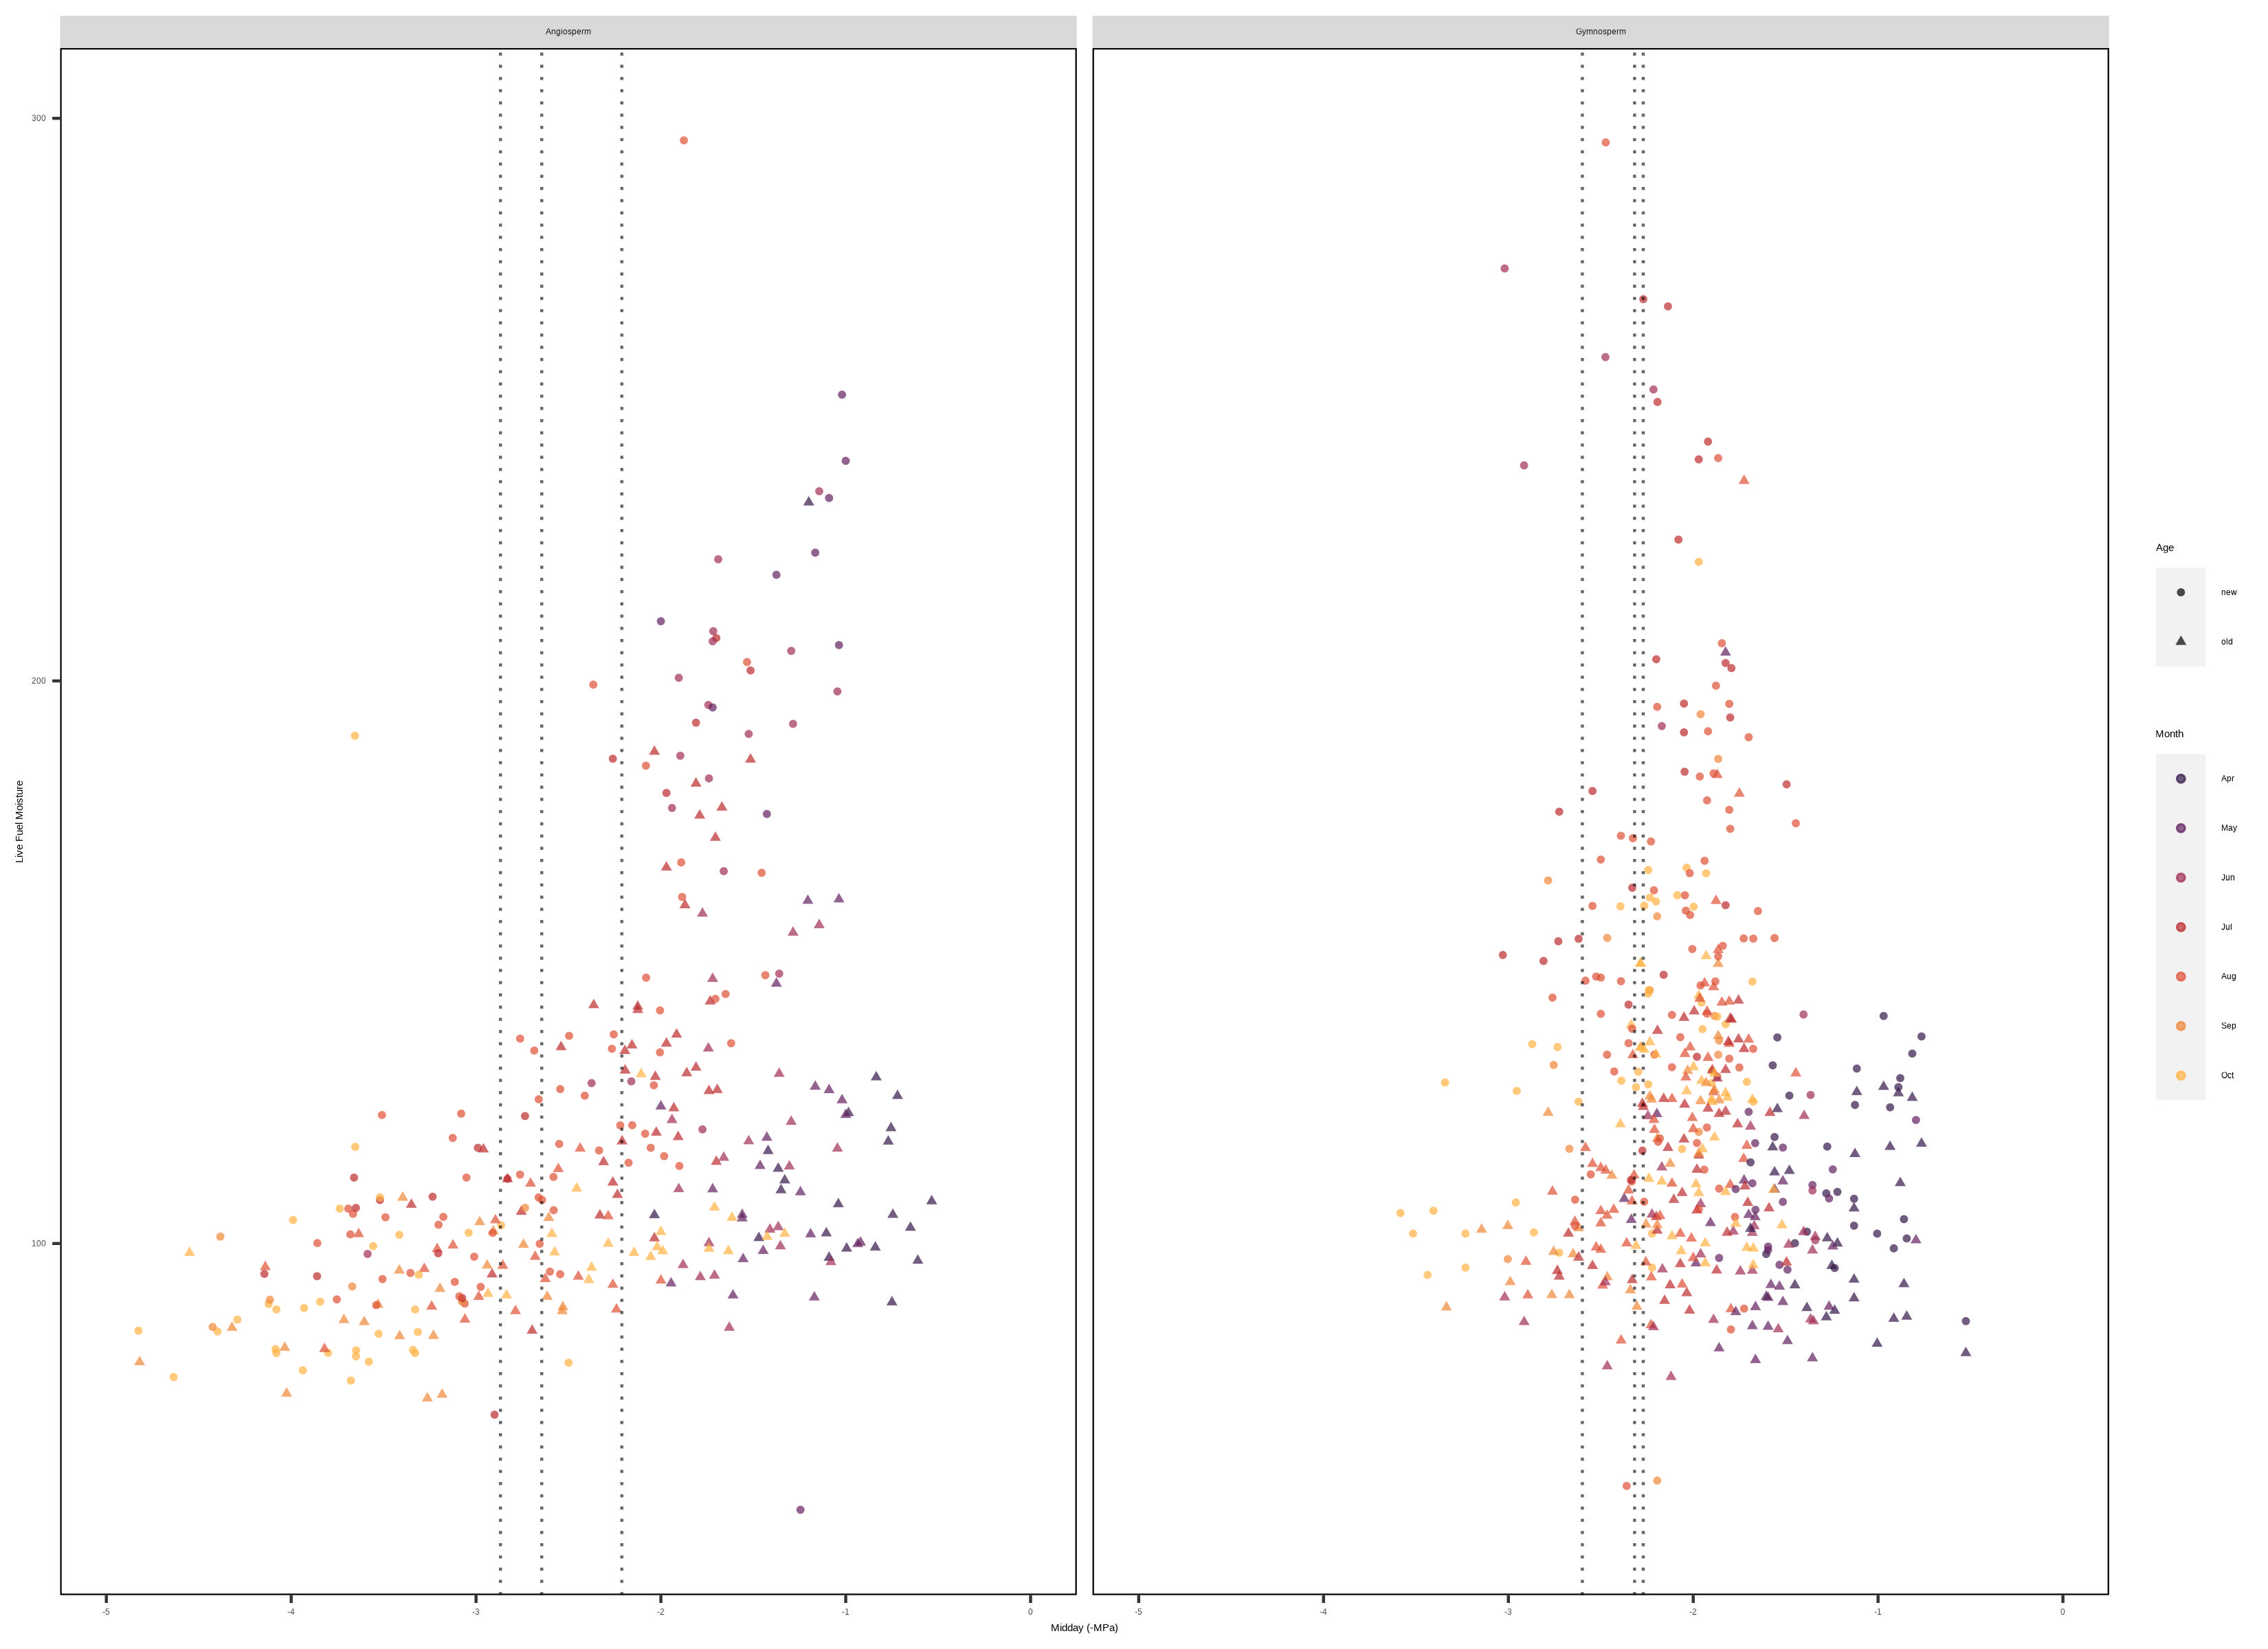 Angiosperm
Gymnosperm
300
200
100
Live Fuel Moisture
-5 -4 -3 -2 -1 0
-5 -4 -3 -2 -1 0
Midday (-MPa)
Age
new
old
Month
Apr
May
Jun
Jul
Aug
Sep
Oct